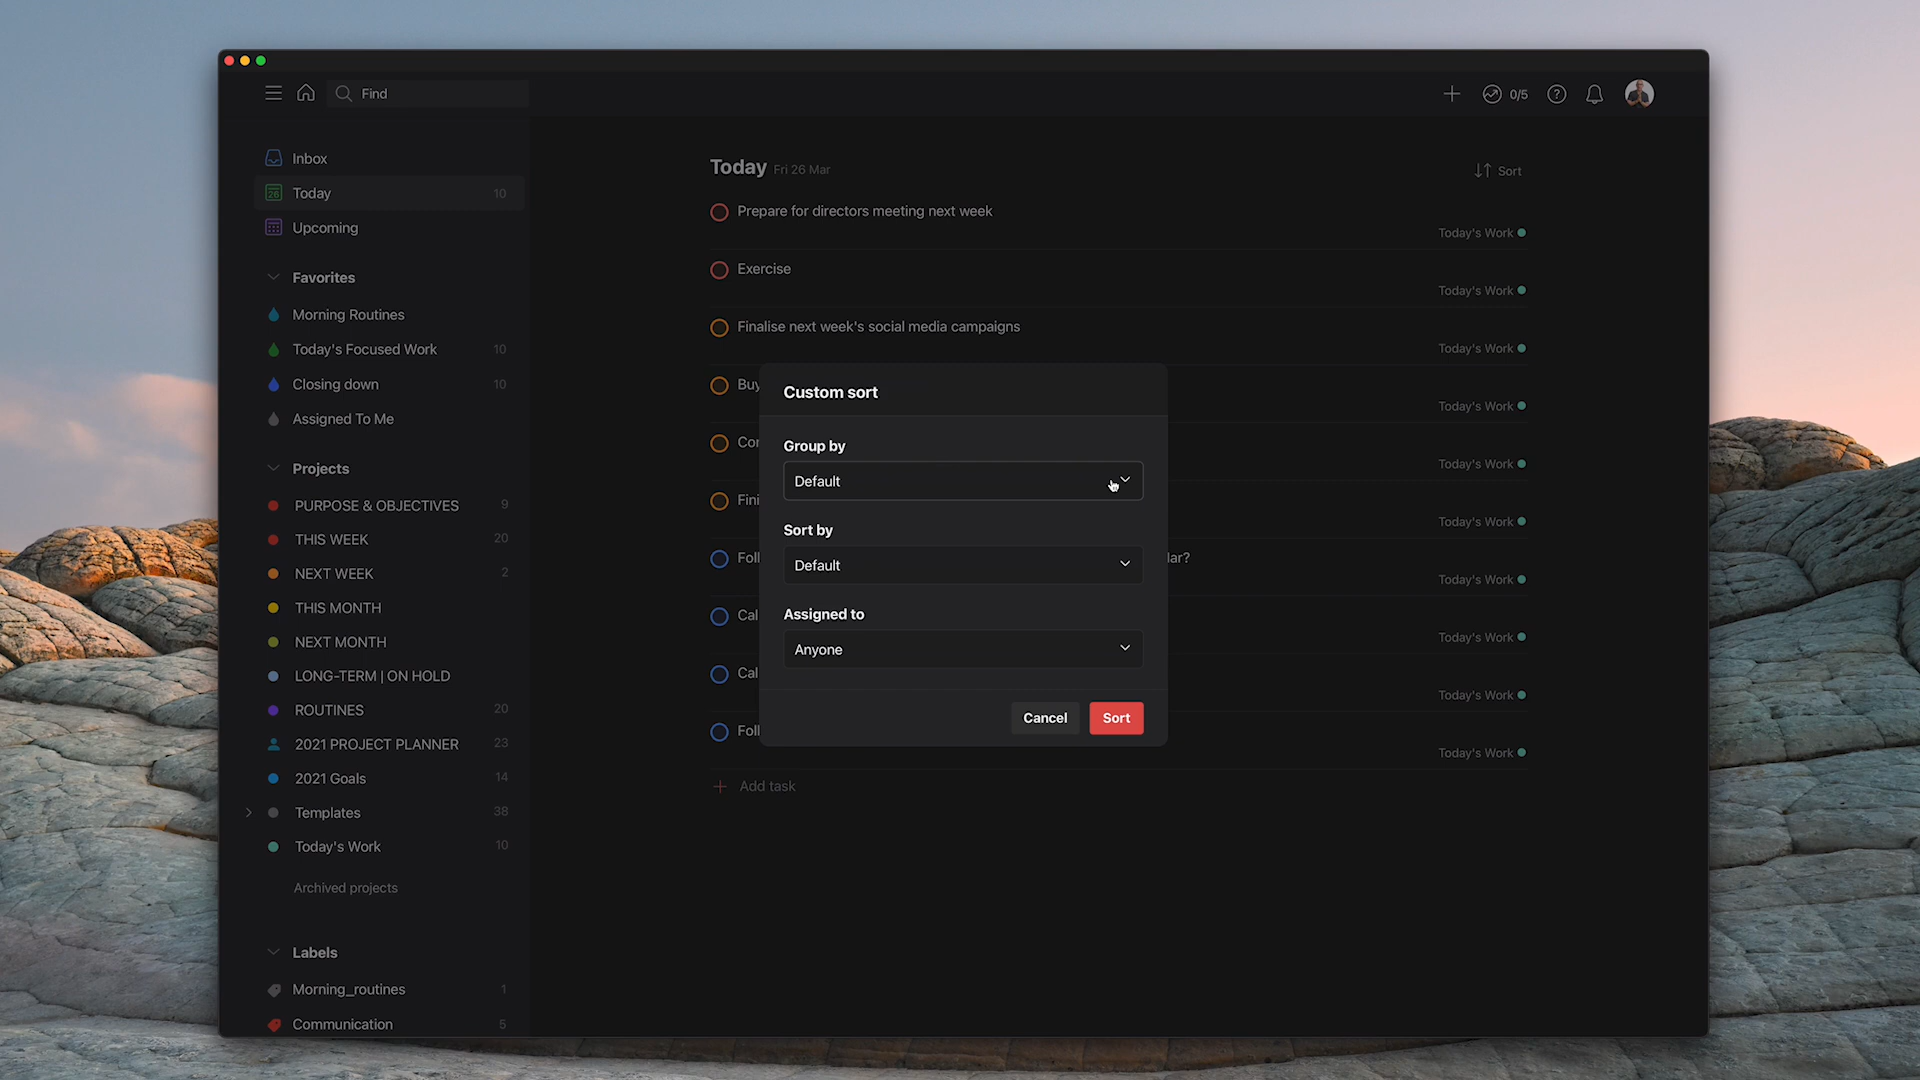 Find
0/5
Inbox
26
Today 10
Upcoming
Favorites
Morning Routines
Today's Focused Work 10
Closing down 10
Assigned To Me
Projects
PURPOSE & OBJECTIVES 9
THIS WEEK 20
NEXT WEEK 2
THIS MONTH
NEXT MONTH
LONG-TERM | ON HOLD
ROUTINES 20
2021 PROJECT PLANNER 23
2021 Goals 14
Templates 38
Today's Work 10
Archived projects
Labels
Morning_routines 1
Communication 5
Today Fri 26 Mar
Sort
Prepare for directors meeting next week
Today's Work
Exercise
Today's Work
Finalise next week's social media campaigns
Today's Work
Buy
Today's Work
Cor
Today's Work
Fini
Today's Work
Foll
lar?
Today's Work
Cal
Today's Work
Cal
Today's Work
Foll
Today's Work
Add task
Custom sort
Group by
Default
Sort by
Default
Assigned to
Anyone
Cancel
Sort